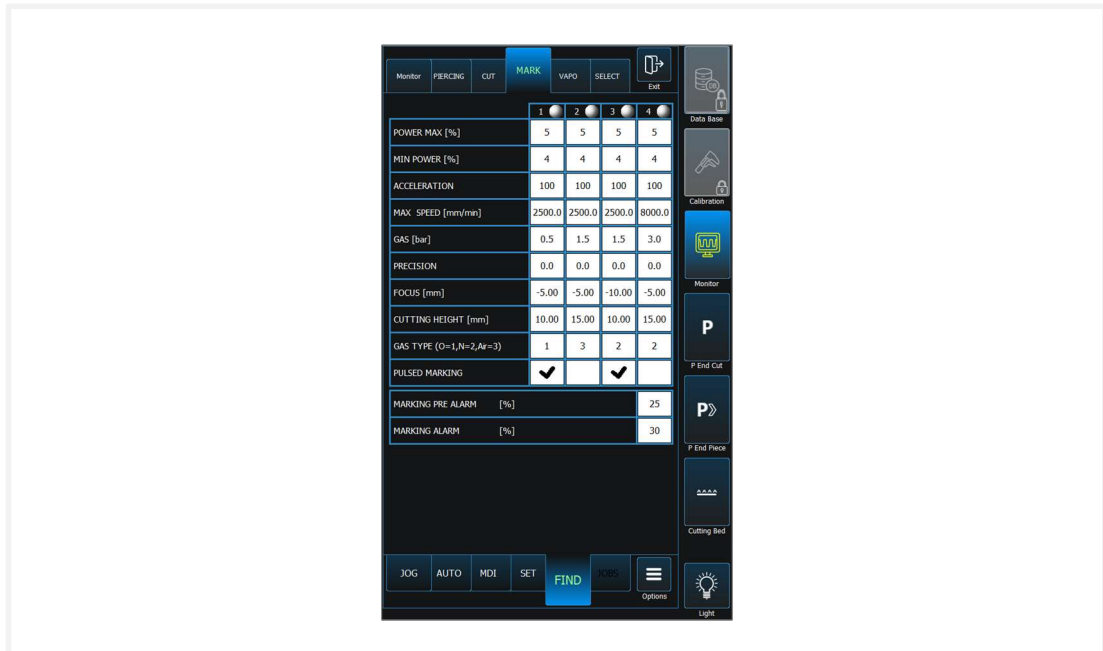 Monitor PIERCING CUT MARK VAPO SELECT Exit
DB
Data Base
1 2 3 4
POWER MAX [%] 5 5 5 5
MIN POWER [%] 4 4 4 4
ACCELERATION 100 100 100 100
Calibration
MAX SPEED [mm/min] 2500.0 2500.0 2500.0 8000.0
GAS [bar] 0.5 1.5 1.5 3.0
PRECISION 0.0 0.0 0.0 0.0
Monitor
FOCUS [mm] -5.00 -5.00 -10.00 -5.00
CUTTING HEIGHT [mm] 10.00 15.00 10.00 15.00
P
GAS TYPE (O=1,N=2,Air=3) 1 3 2 2
P End Cut
PULSED MARKING
MARKING PRE ALARM [%] 25
P
MARKING ALARM [%] 30
P End Piece
Cutting Bed
JOG AUTO MDI SET FIND JOBS Options
Light